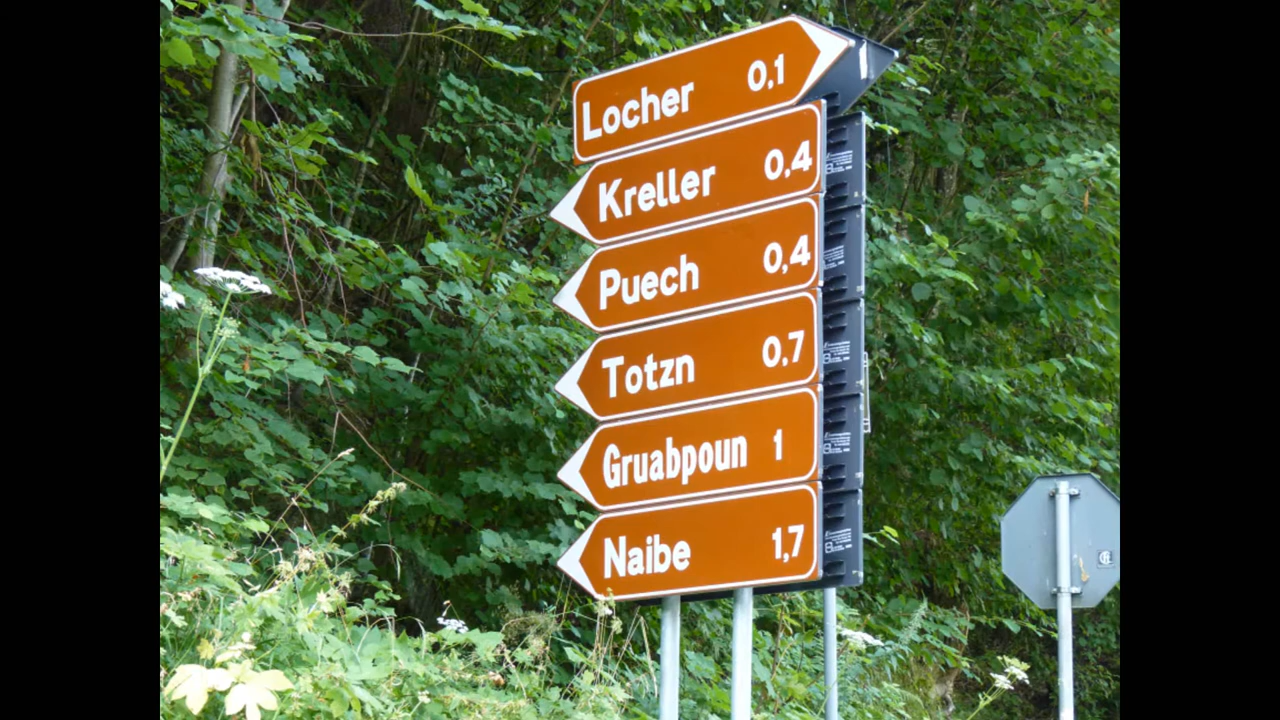 Locher 0,1
Kreller 0,4
Puech 0,4
Totzn 0,7
Gruabpoun 1
Naibe 1,7